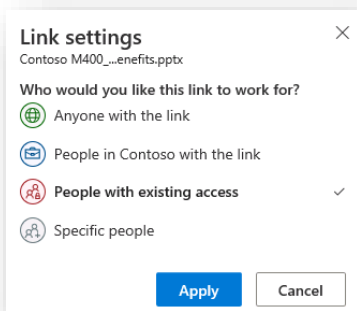 Link settings
Contoso M400_...enefits.pptx
Who would you like this link to work for?
Anyone with the link
People in Contoso with the link
People with existing access
Specific people
Apply
Cancel